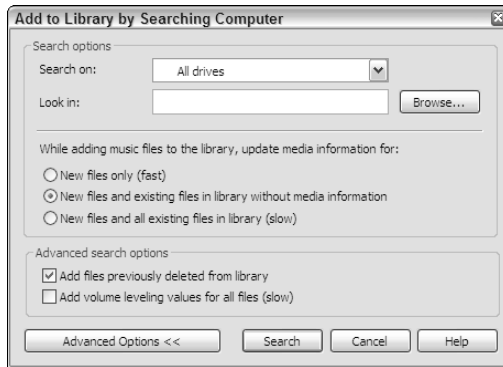 Add to Library by Searching Computer
Search options
Search on: All drives
Look in: Browse...
While adding music files to the library, update media information for:
New files only (fast)
New files and existing files in library without media information
New files and all existing files in library (slow)
Advanced search options
Add files previously deleted from library
Add volume leveling values for all files (slow)
Advanced Options << Search Cancel Help